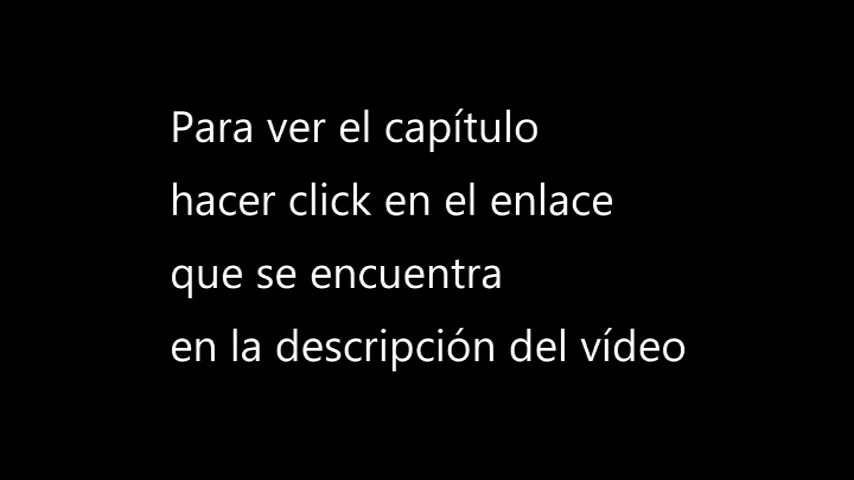 Para ver el capítulo
hacer click en el enlace
que se encuentra
en la descripción del vídeo